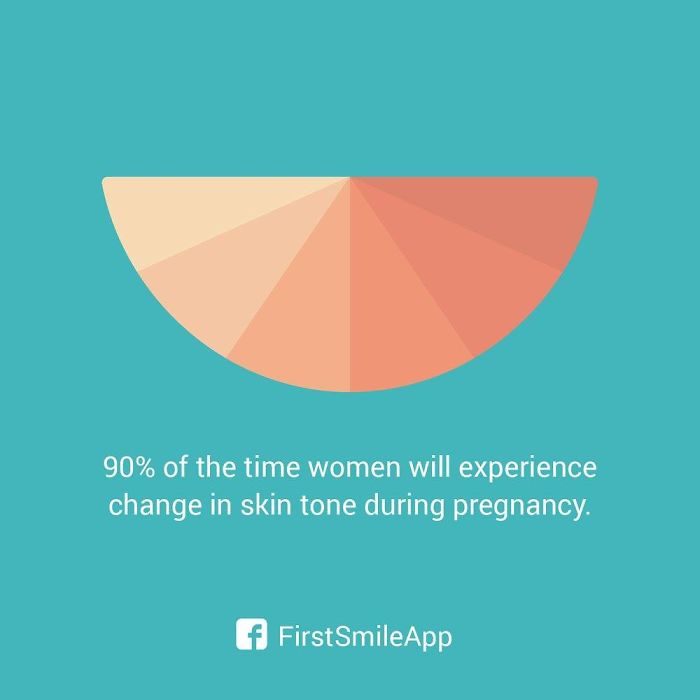 90% of the time women will experience
change in skin tone during pregnancy.
FirstSmileApp